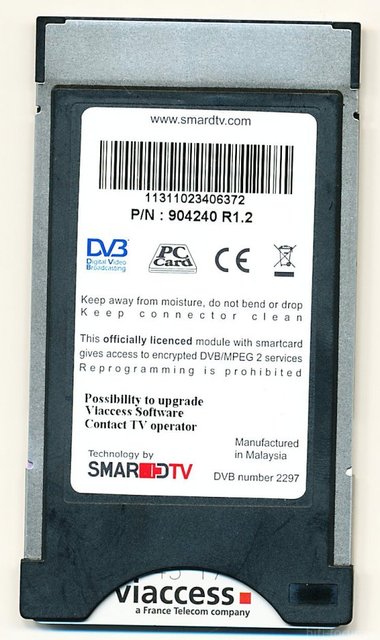 www.smardtv.com
11311023406372
P/N : 904240 R1.2
DVB
Digital Video
Broadcasting
PC
Card
CE
Keep away from moisture, do not bend or drop
Keep connector clean
This officially licenced module with smartcard
gives access to encrypted DVB/MPEG 2 services
Reprogramming is prohibited
Possibility to upgrade
Viaccess Software
Contact TV operator
Manufactured
in Malaysia
Technology by
SMARDTV
DVB number 2297
viaccess
a France Telecom company